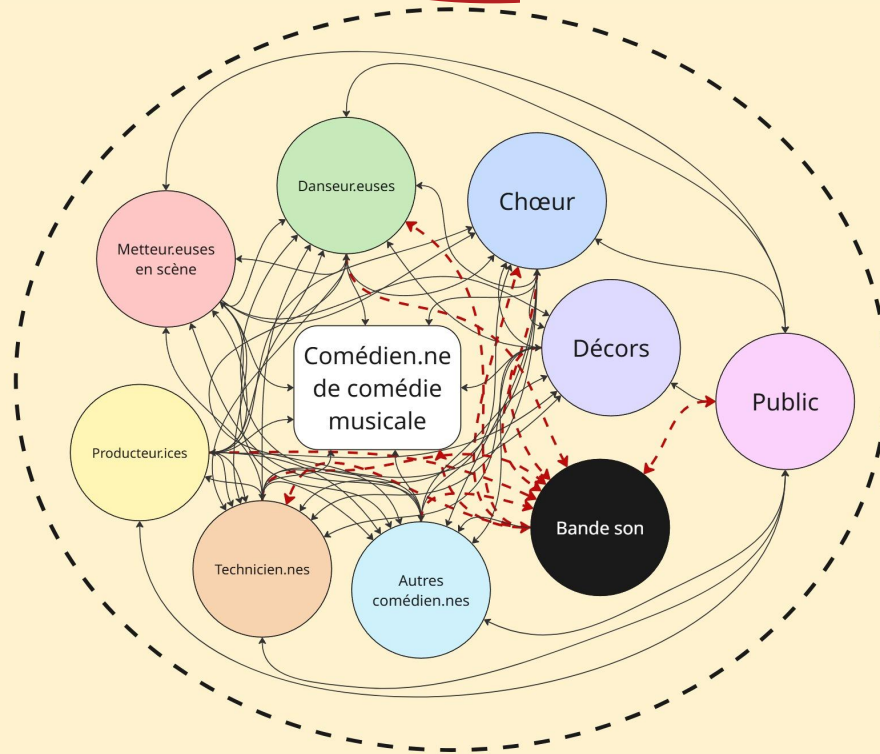 Danseur.euses
Chœur
Metteur.euses
en scène
Comédien.ne
de comédie
musicale
Décors
Public
Producteur.ices
Bande son
Technicien.nes
Autres
comédien.nes